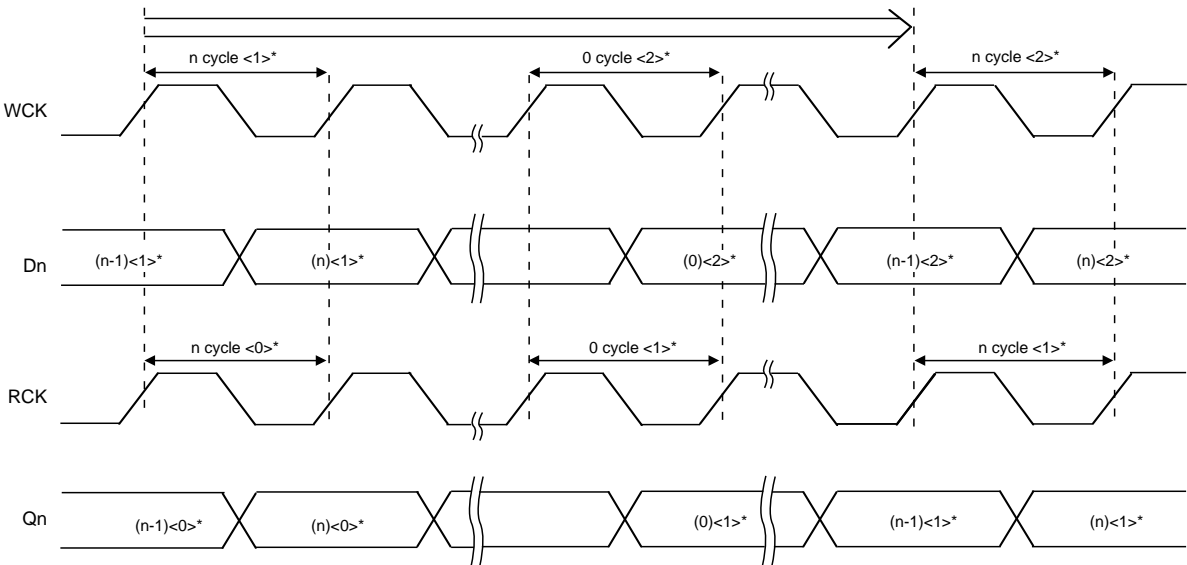 n cycle <1>* 0 cycle <2>* n cycle <2>*
WCK
Dn (n-1)<1>* (n)<1>* (0)<2>* (n-1)<2>* (n)<2>*
n cycle <0>* 0 cycle <1>* n cycle <1>*
RCK
Qn (n-1)<0>* (n)<0>* (0)<1>* (n-1)<1>* (n)<1>*